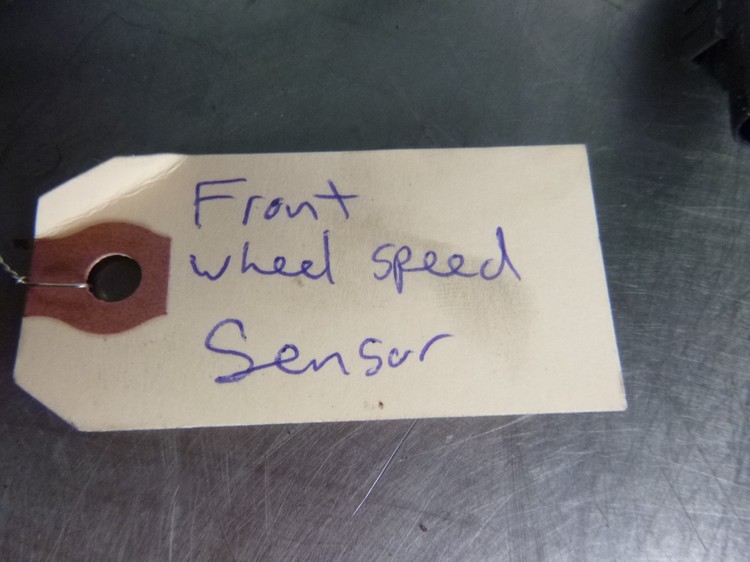 Front
wheel speed
Sensor